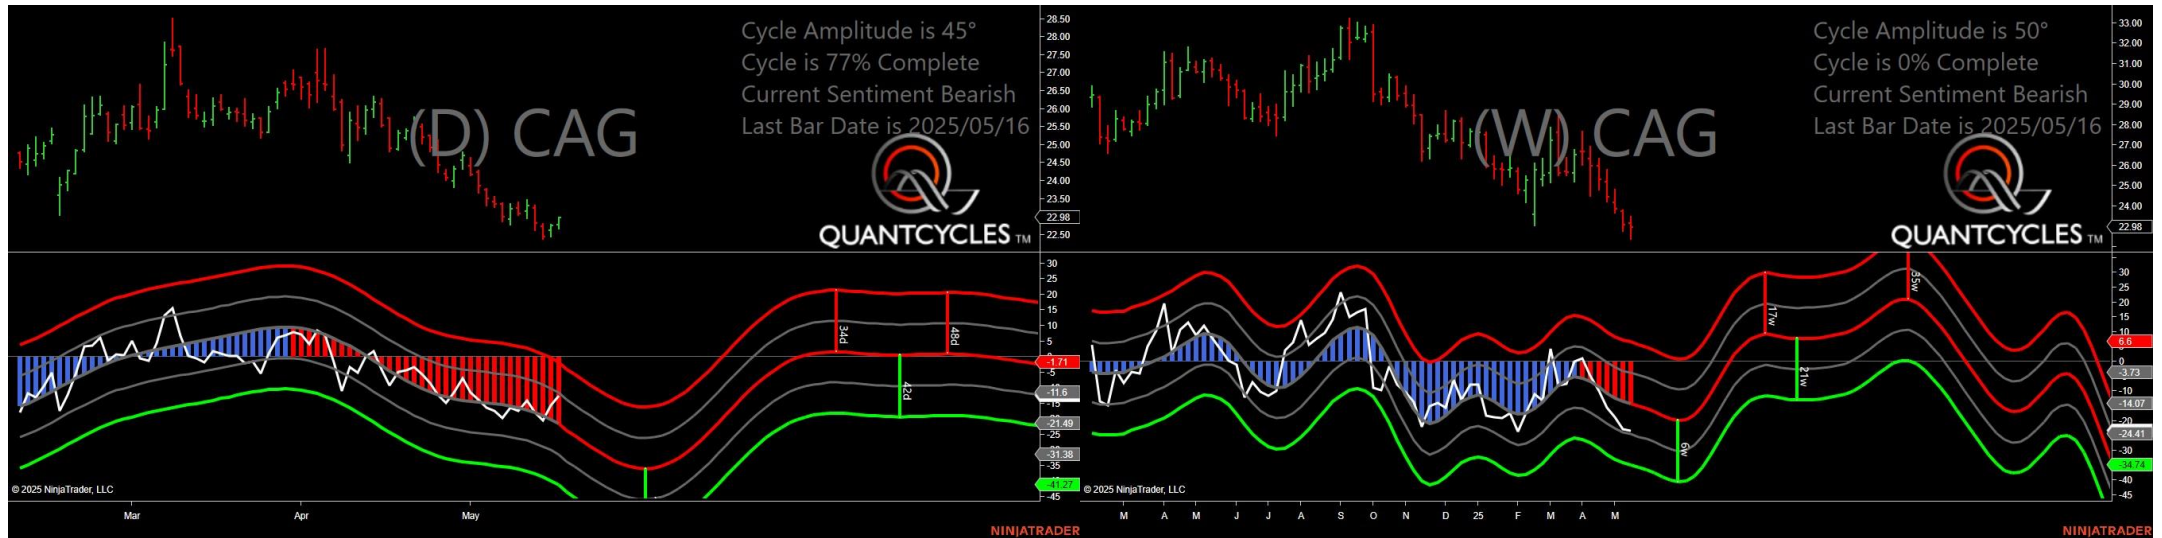 Cycle Amplitude is 45°
Cycle is 77% Complete
Current Sentiment Bearish
Last Bar Date is 2025/05/16
(D) CAG
QUANTCYCLES TM
28.50
28.00
27.50
27.00
26.50
26.00
25.50
25.00
24.50
24.00
23.50
22.98
22.50
30
25
20
15
10
5
-1.71
-5
-11.6
-15
-21.49
-25
-31.38
-35
-41.27
-45
34d
48d
42d
© 2025 NinjaTrader, LLC
Mar
Apr
May
NINJATRADER
Cycle Amplitude is 50°
Cycle is 0% Complete
Current Sentiment Bearish
Last Bar Date is 2025/05/16
(W) CAG
QUANTCYCLES TM
33.00
32.00
31.00
30.00
29.00
28.00
27.00
26.00
25.00
24.00
22.98
30
20
15
10
6.6
0
-3.73
-10
-14.07
-20
-24.41
-30
-34.74
-40
-45
17w
85w
21w
6w
© 2025 NinjaTrader, LLC
M
A
M
J
J
A
S
O
N
D
25
F
M
A
M
NINJATRADER